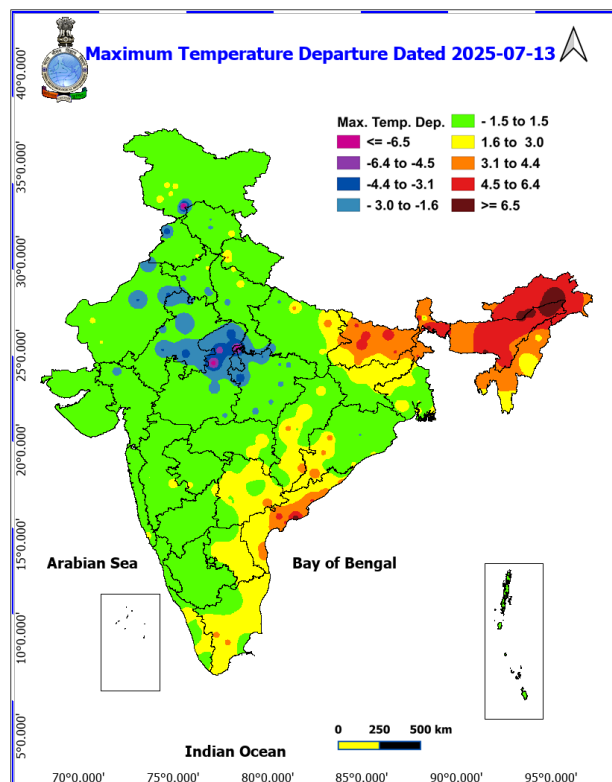 Maximum Temperature Departure Dated 2025-07-13
Max. Temp. Dep.
<= -6.5
-6.4 to -4.5
-4.4 to -3.1
- 3.0 to -1.6
- 1.5 to 1.5
1.6 to 3.0
3.1 to 4.4
4.5 to 6.4
>= 6.5
40°0.000'
35°0.000'
30°0.000'
25°0.000'
20°0.000'
15°0.000'
10°0.000'
5°0.000'
Arabian Sea
Bay of Bengal
Indian Ocean
0 250 500 km
70°0.000' 75°0.000' 80°0.000' 85°0.000' 90°0.000' 95°0.000'